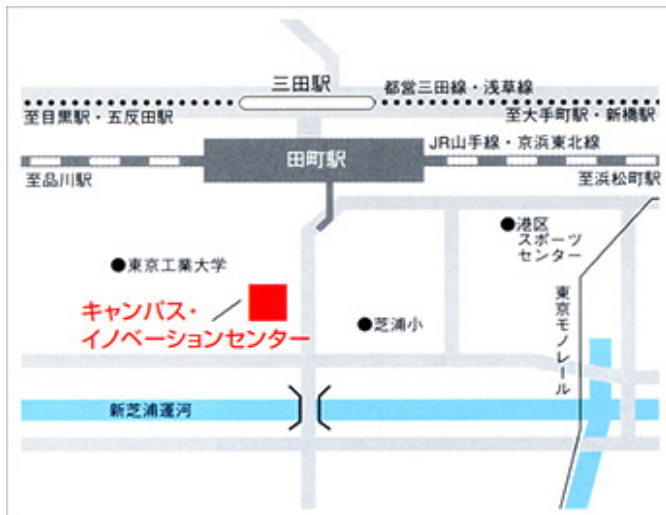 三田駅
都営三田線・浅草線
至目黒駅・五反田駅
至大手町駅・新橋駅
田町駅
JR山手線・京浜東北線
至品川駅
至浜松町駅
●港区
スポーツ
センター
●東京工業大学
キャンパス・
イノベーションセンター
●芝浦小
東京モノレール
新芝浦運河